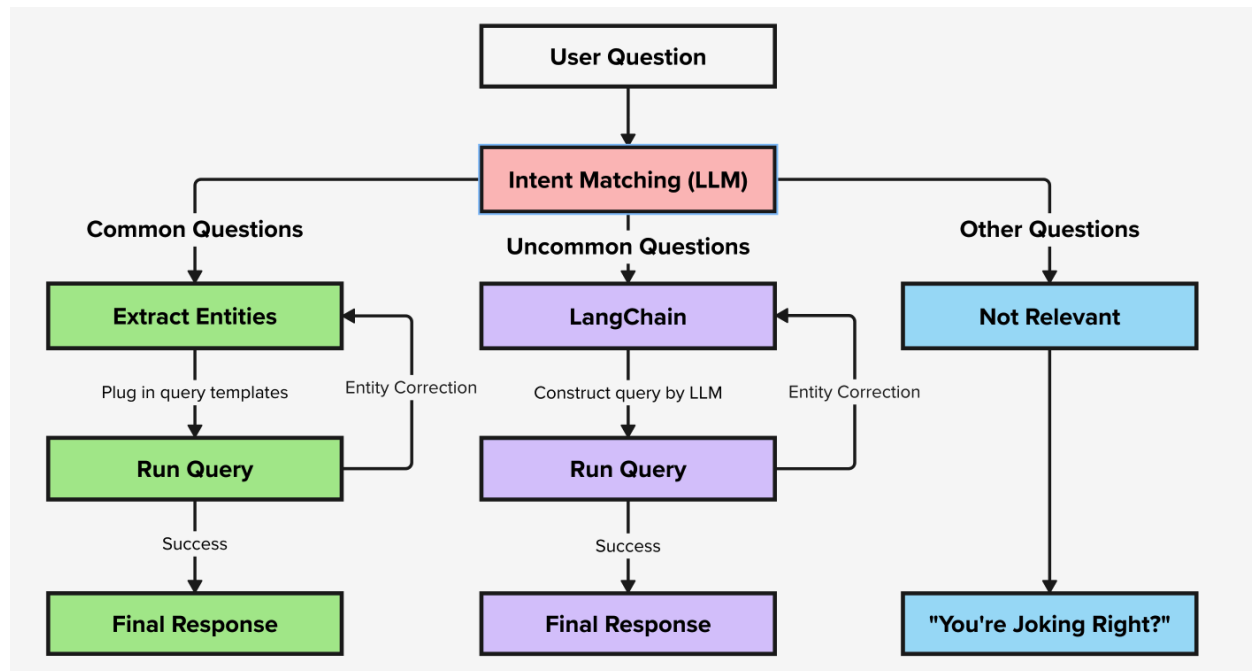 User Question
Intent Matching (LLM)
Common Questions
Uncommon Questions
Other Questions
Extract Entities
LangChain
Not Relevant
Plug in query templates
Entity Correction
Construct query by LLM
Entity Correction
Run Query
Run Query
Success
Success
Final Response
Final Response
"You're Joking Right?"